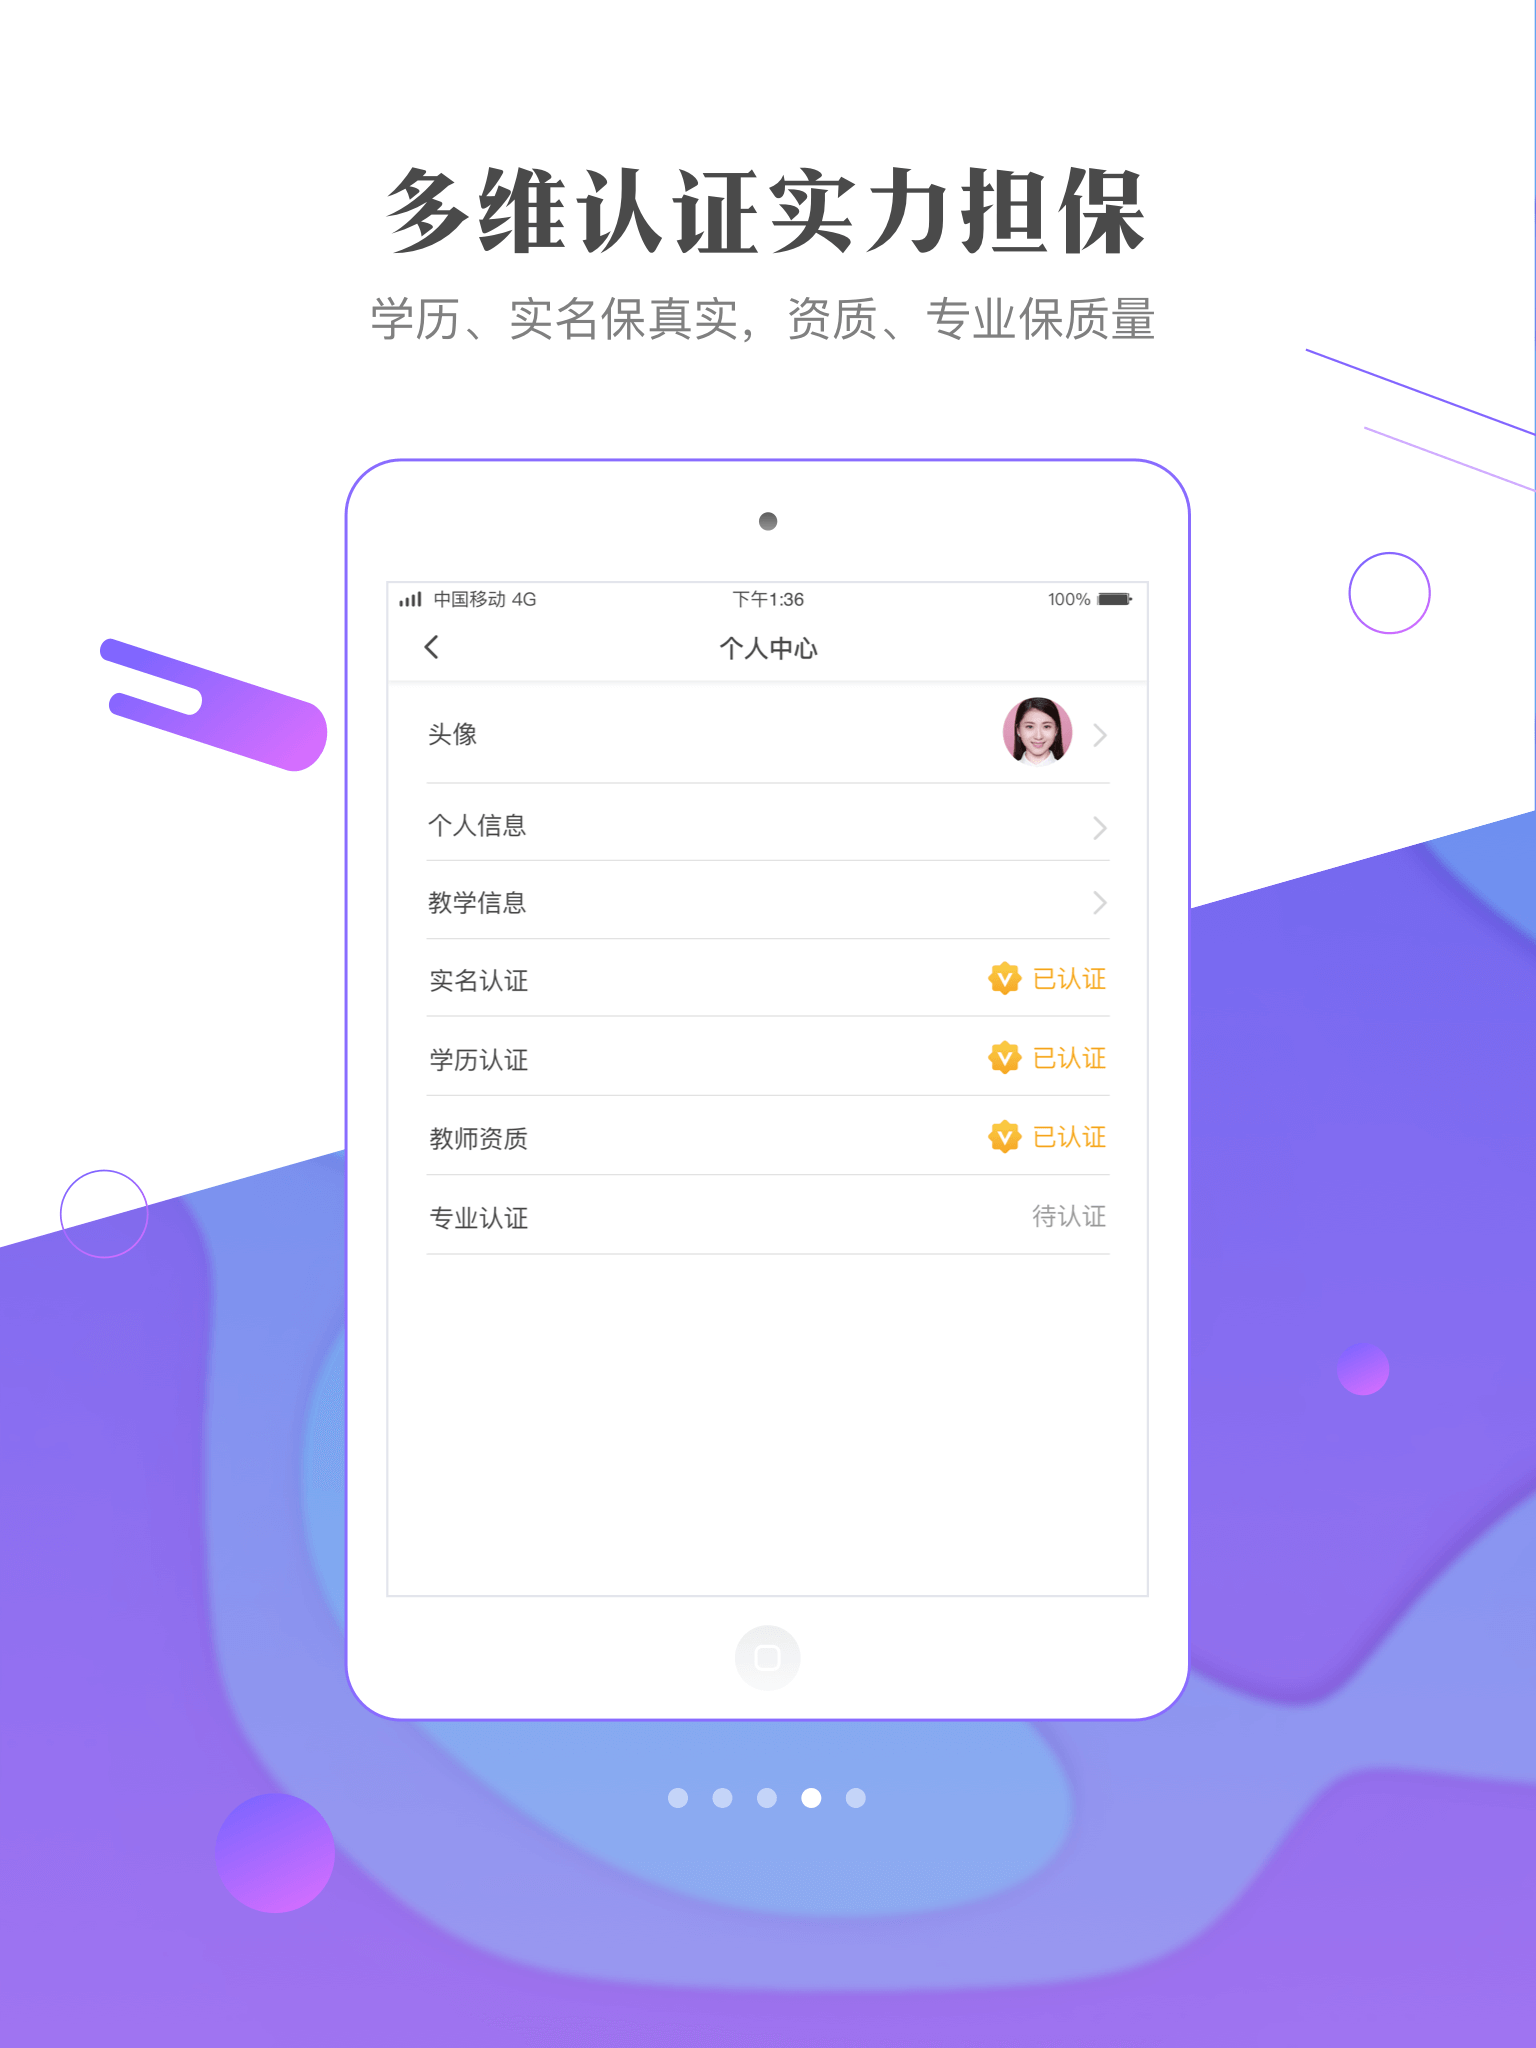 多维认证实力担保
学历、实名保真实，资质、专业保质量
中国移动 4G 下午1:36 100%
个人中心
头像
个人信息
教学信息
实名认证 已认证
学历认证 已认证
教师资质 已认证
专业认证 待认证